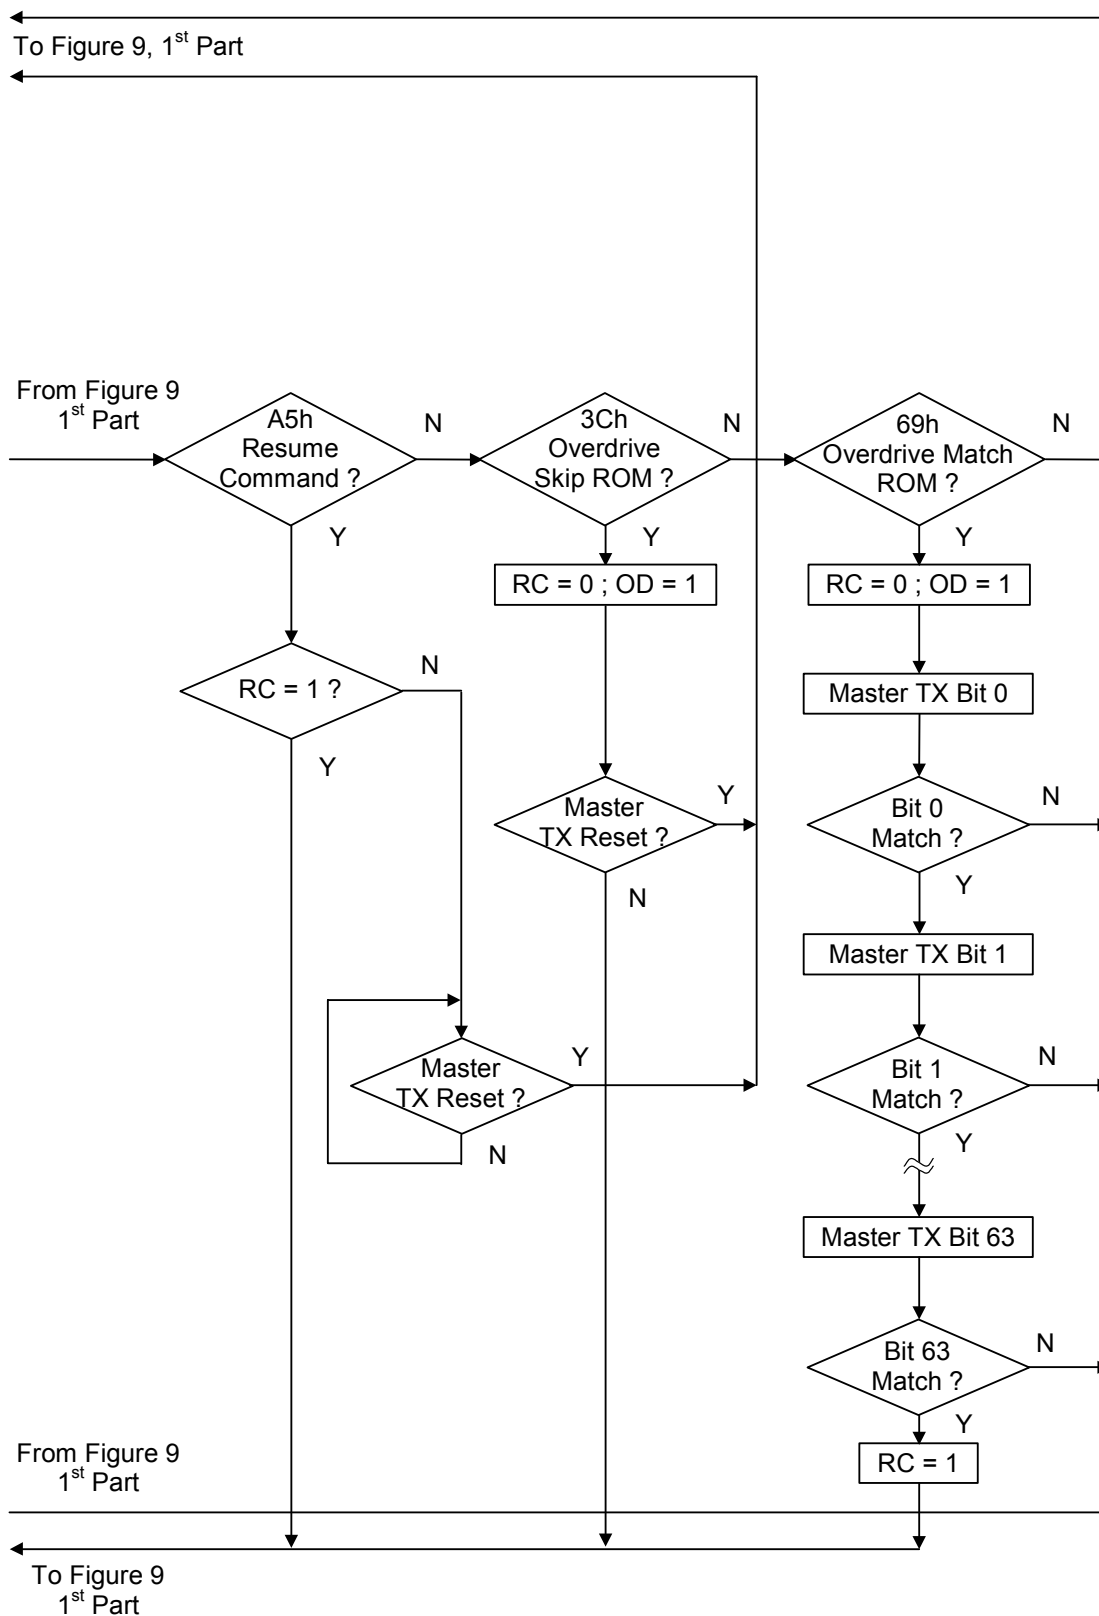 To Figure 9, 1st Part
From Figure 9
1st Part
A5h
Resume
Command ?
N
Y
3Ch
Overdrive
Skip ROM ?
N
Y
69h
Overdrive Match
ROM ?
N
Y
RC = 0 ; OD = 1
RC = 0 ; OD = 1
RC = 1 ?
N
Y
Master TX Bit 0
Master
TX Reset ?
Y
N
Bit 0
Match ?
N
Y
Master TX Bit 1
Master
TX Reset ?
Y
N
Bit 1
Match ?
N
Y
Master TX Bit 63
Bit 63
Match ?
N
Y
RC = 1
From Figure 9
1st Part
To Figure 9
1st Part